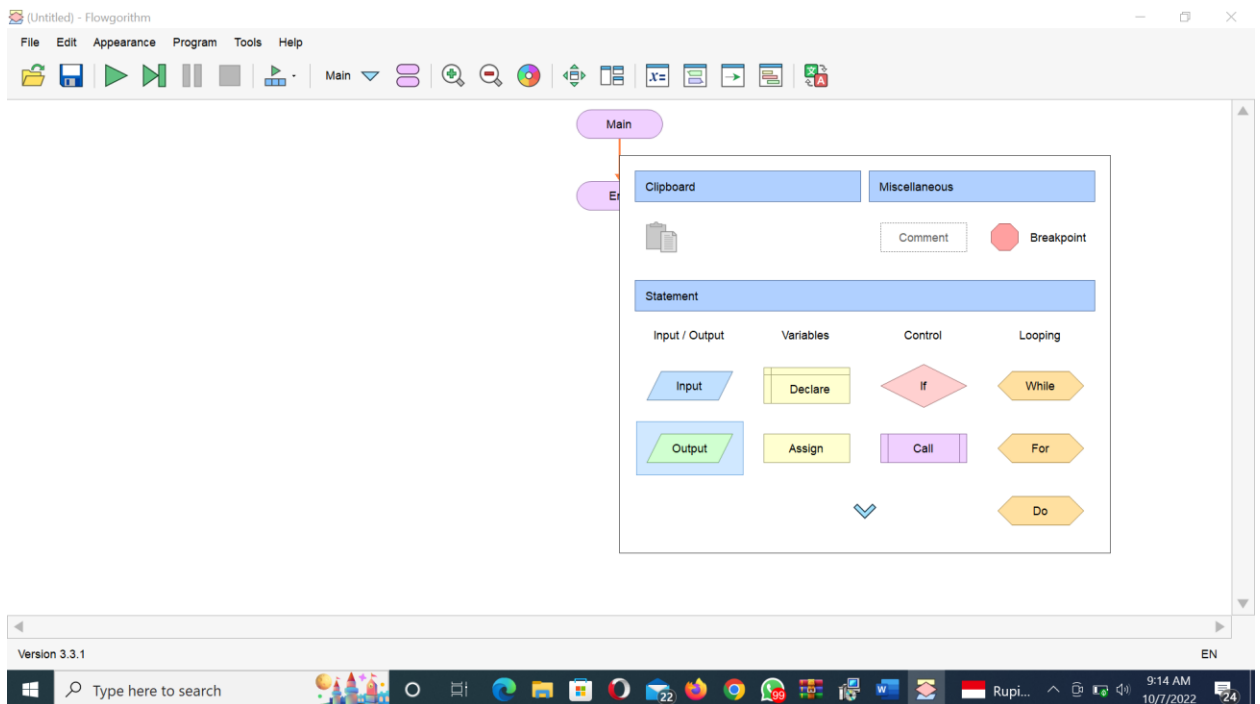 (Untitled) - Flowgorithm
File Edit Appearance Program Tools Help
Main
x=
Main
Clipboard Miscellaneous
Comment Breakpoint
Statement
Input / Output Variables Control Looping
Input Declare If While
Output Assign Call For
Do
Version 3.3.1 EN
Type here to search 22 99 Rupi... 9:14 AM
10/7/2022 24